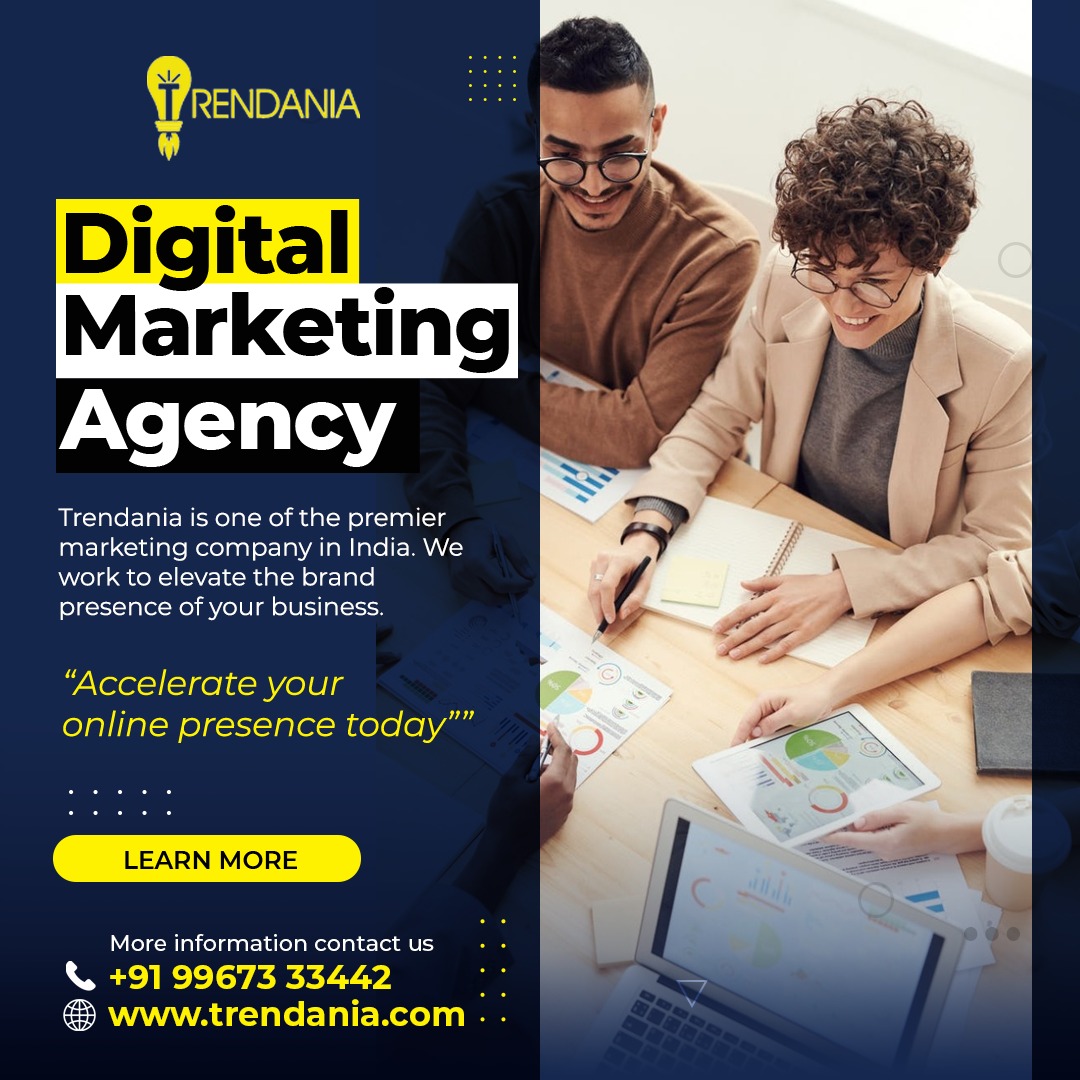 TRENDANIA
Digital
Marketing
Agency
Trendania is one of the premier
marketing company in India. We
work to elevate the brand
presence of your business.
“Accelerate your
online presence today””
LEARN MORE
More information contact us
+91 99673 33442
www.trendania.com